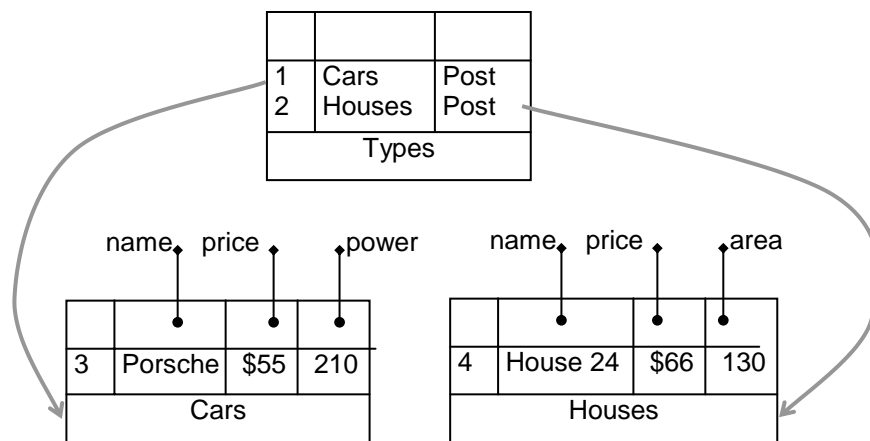 1 Cars Post
2 Houses Post
Types
name price power name price area
3 Porsche $55 210 4 House 24 $66 130
Cars Houses